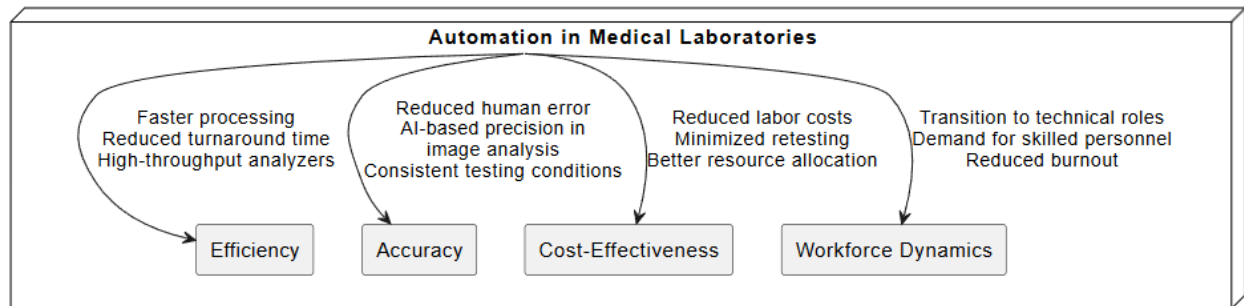 Automation in Medical Laboratories
Faster processing
Reduced turnaround time
High-throughput analyzers
Reduced human error
AI-based precision in
image analysis
Consistent testing conditions
Reduced labor costs
Minimized retesting
Better resource allocation
Transition to technical roles
Demand for skilled personnel
Reduced burnout
Efficiency
Accuracy
Cost-Effectiveness
Workforce Dynamics